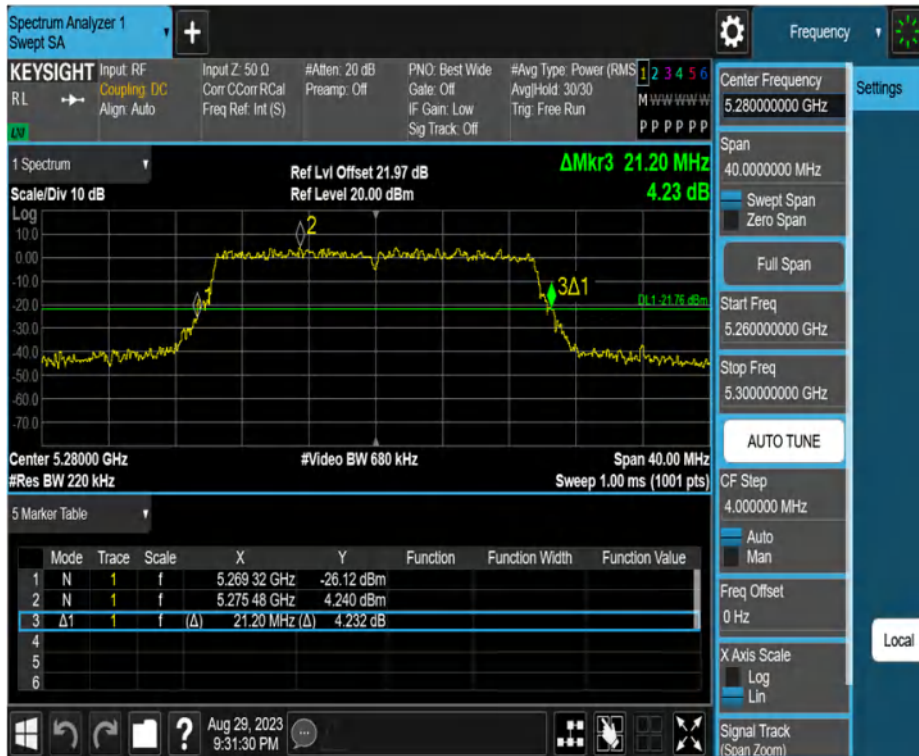 Spectrum Analyzer 1
Swept SA
+
Frequency
KEYSIGHT
RL
LXI
Input: RF
Coupling: DC
Align: Auto
Input Z: 50 Ω
Corr CCorr RCal
Freq Ref: Int (S)
#Atten: 20 dB
Preamp: Off
PNO: Best Wide
Gate: Off
IF Gain: Low
Sig Track: Off
#Avg Type: Power (RMS
Avg|Hold: 30/30
Trig: Free Run
1 2 3 4 5 6
M W W W W W
P P P P P P
1 Spectrum
Scale/Div 10 dB
Ref Lvl Offset 21.97 dB
Ref Level 20.00 dBm
ΔMkr3 21.20 MHz
4.23 dB
Log
10.0
0.00
-10.0
-20.0
-30.0
-40.0
-50.0
-60.0
-70.0
1
2
3Δ1
DL1 -21.76 dBm
Center 5.28000 GHz
#Video BW 680 kHz
Span 40.00 MHz
#Res BW 220 kHz
Sweep 1.00 ms (1001 pts)
5 Marker Table
Mode Trace Scale X Y Function Function Width Function Value
1 N 1 f 5.269 32 GHz -26.12 dBm
2 N 1 f 5.275 48 GHz 4.240 dBm
3 Δ1 1 f (Δ) 21.20 MHz (Δ) 4.232 dB
4
5
6
?
Aug 29, 2023
9:31:30 PM
Center Frequency
5.280000000 GHz
Span
40.0000000 MHz
Swept Span
Zero Span
Full Span
Start Freq
5.260000000 GHz
Stop Freq
5.300000000 GHz
AUTO TUNE
CF Step
4.000000 MHz
Auto
Man
Freq Offset
0 Hz
X Axis Scale
Log
Lin
Signal Track
(Span Zoom)
Settings
Local